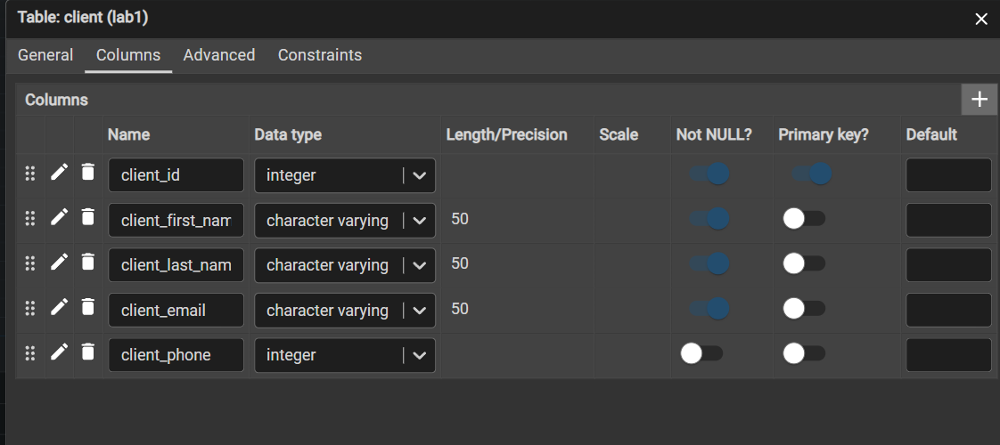 Table: client (lab1)
General Columns Advanced Constraints
Columns
Name Data type Length/Precision Scale Not NULL? Primary key? Default
client_id integer
client_first_nam character varying 50
client_last_nam character varying 50
client_email character varying 50
client_phone integer